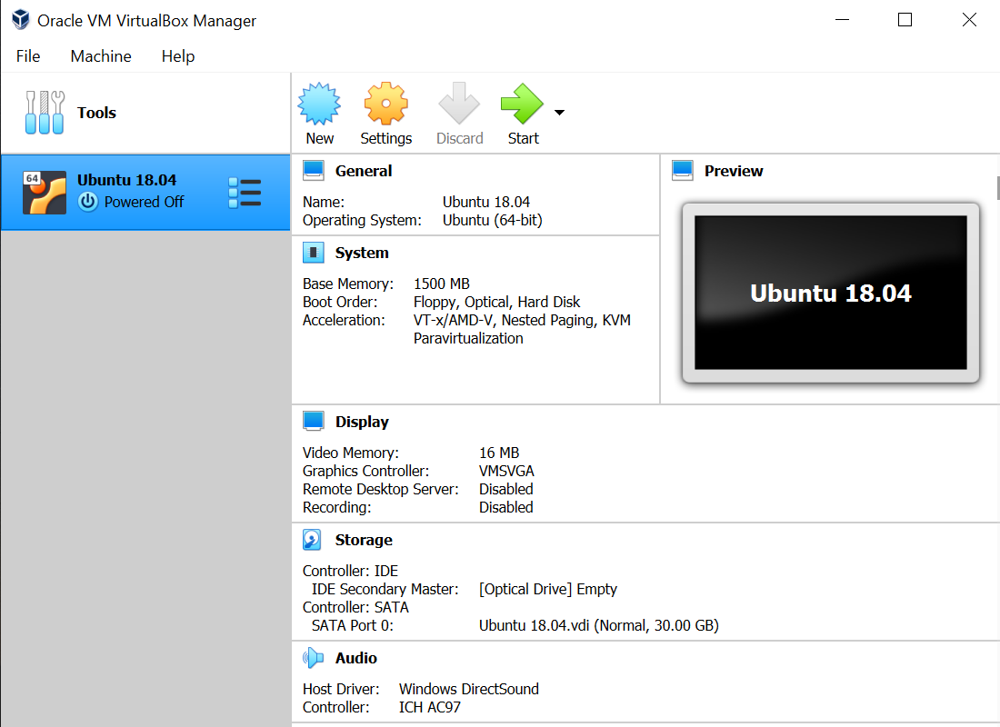 Oracle VM VirtualBox Manager
File Machine Help
Tools
New Settings Discard Start
64
Ubuntu 18.04
Powered Off
General
Name: Ubuntu 18.04
Operating System: Ubuntu (64-bit)
Preview
Ubuntu 18.04
System
Base Memory: 1500 MB
Boot Order: Floppy, Optical, Hard Disk
Acceleration: VT-x/AMD-V, Nested Paging, KVM
Paravirtualization
Display
Video Memory: 16 MB
Graphics Controller: VMSVGA
Remote Desktop Server: Disabled
Recording: Disabled
Storage
Controller: IDE
IDE Secondary Master: [Optical Drive] Empty
Controller: SATA
SATA Port 0: Ubuntu 18.04.vdi (Normal, 30.00 GB)
Audio
Host Driver: Windows DirectSound
Controller: ICH AC97